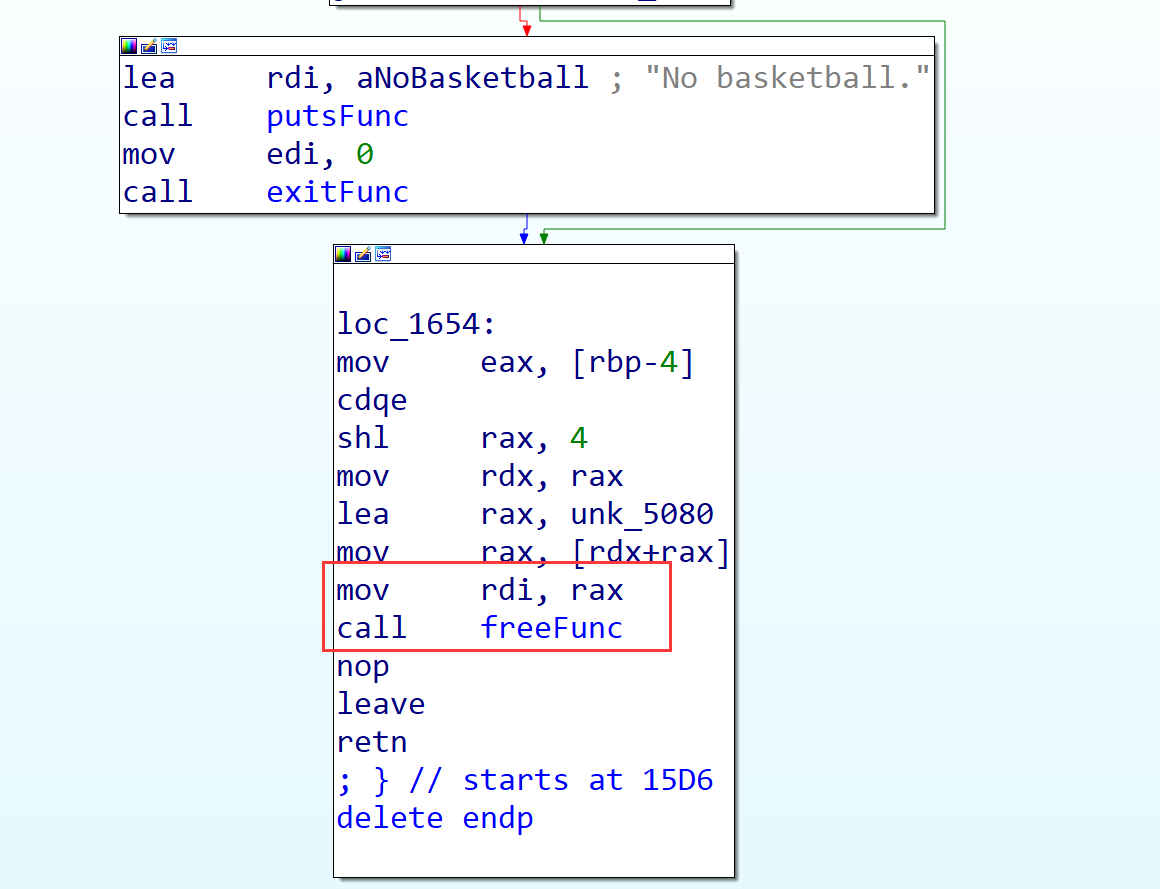 lea rdi, aNoBasketball ; "No basketball."
call putsFunc
mov edi, 0
call exitFunc
loc_1654:
mov eax, [rbp-4]
cdqe
shl rax, 4
mov rdx, rax
lea rax, unk_5080
mov rax, [rdx+rax]
mov rdi, rax
call freeFunc
nop
leave
retn
; } // starts at 15D6
delete endp